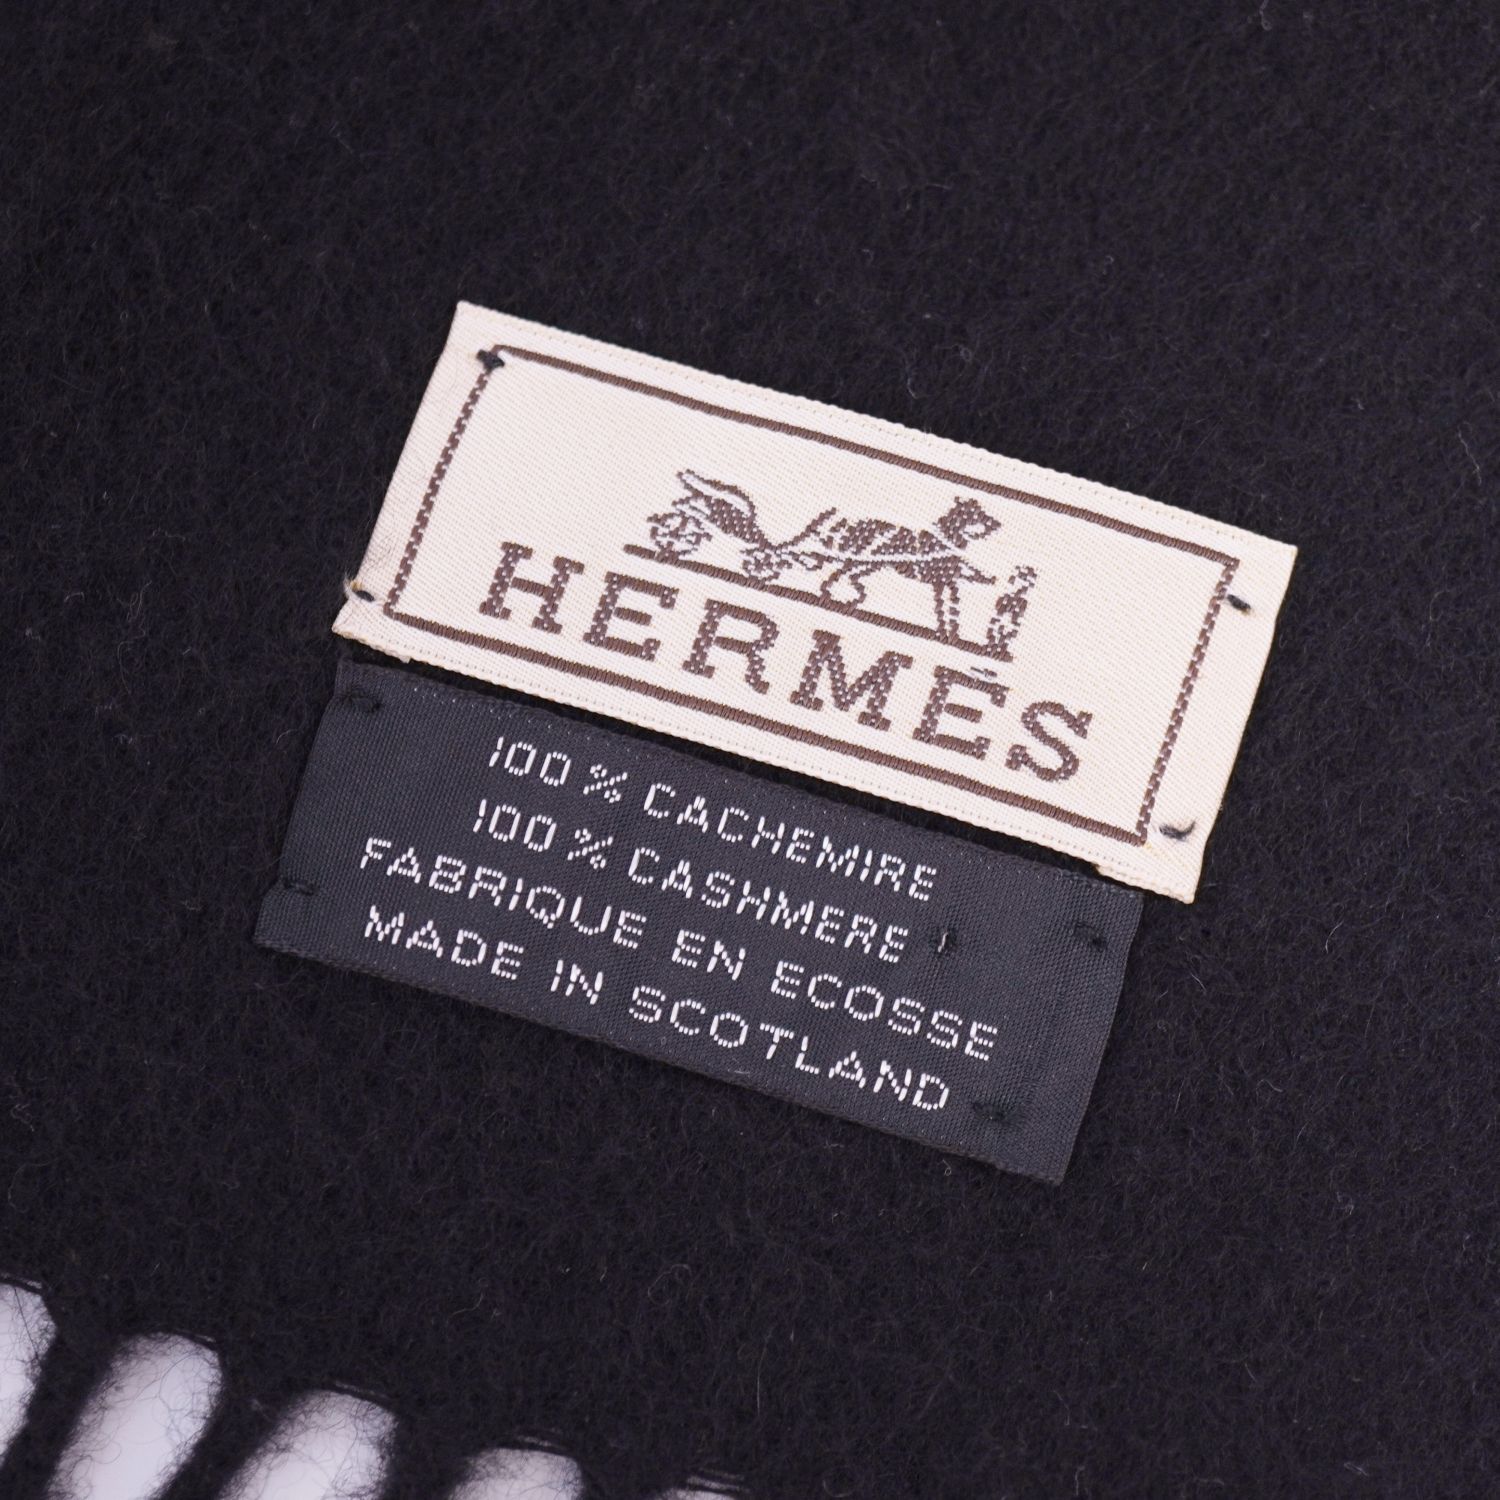 HERMÈS
100% CACHEMIRE
100% CASHMERE
FABRIQUE EN ECOSSE
MADE IN SCOTLAND